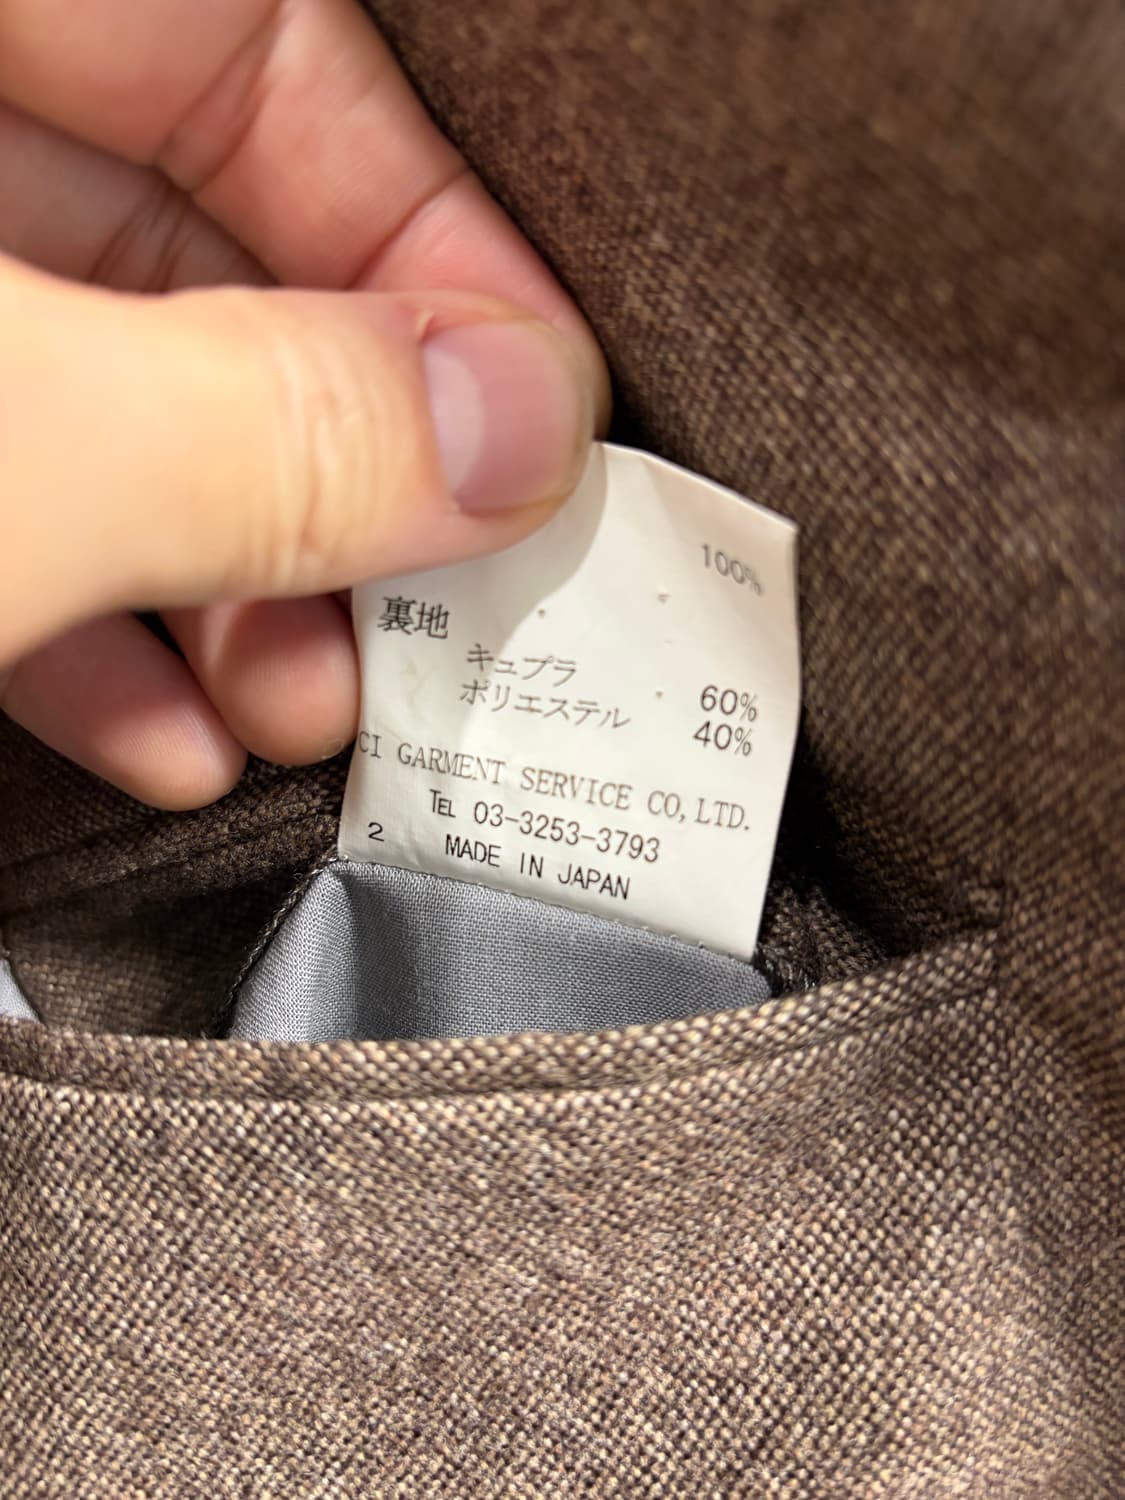 100%
裏地
キュプラ 60%
ポリエステル 40%
CI GARMENT SERVICE CO,LTD.
TEL 03-3253-3793
2 MADE IN JAPAN